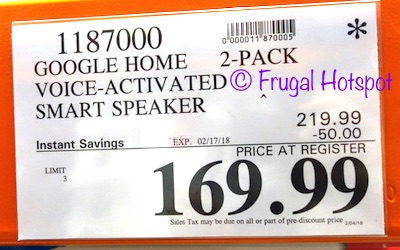 1187000
0000011870005
*
GOOGLE HOME 2-PACK
VOICE-ACTIVATED
© Frugal Hotspot
SMART SPEAKER
219.99
-50.00
Instant Savings EXP. 02/17/18
PRICE AT REGISTER
LIMIT
3
169.99
Sales Tax may be due on all or part of pre-discount price 2/04/18